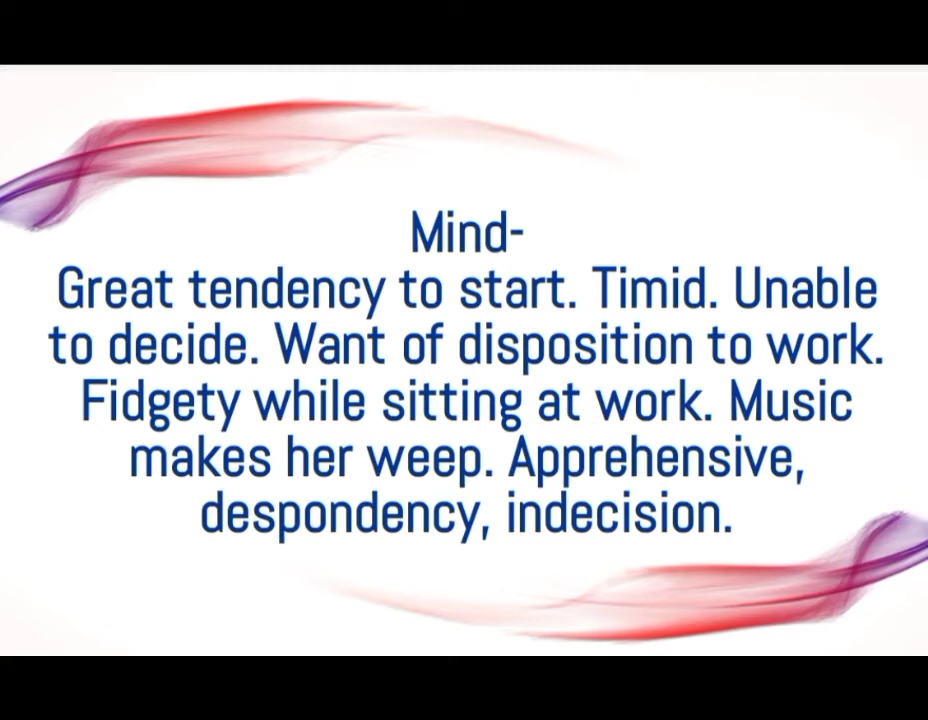 Mind-
Great tendency to start. Timid. Unable
to decide. Want of disposition to work.
Fidgety while sitting at work. Music
makes her weep. Apprehensive,
despondency, indecision.